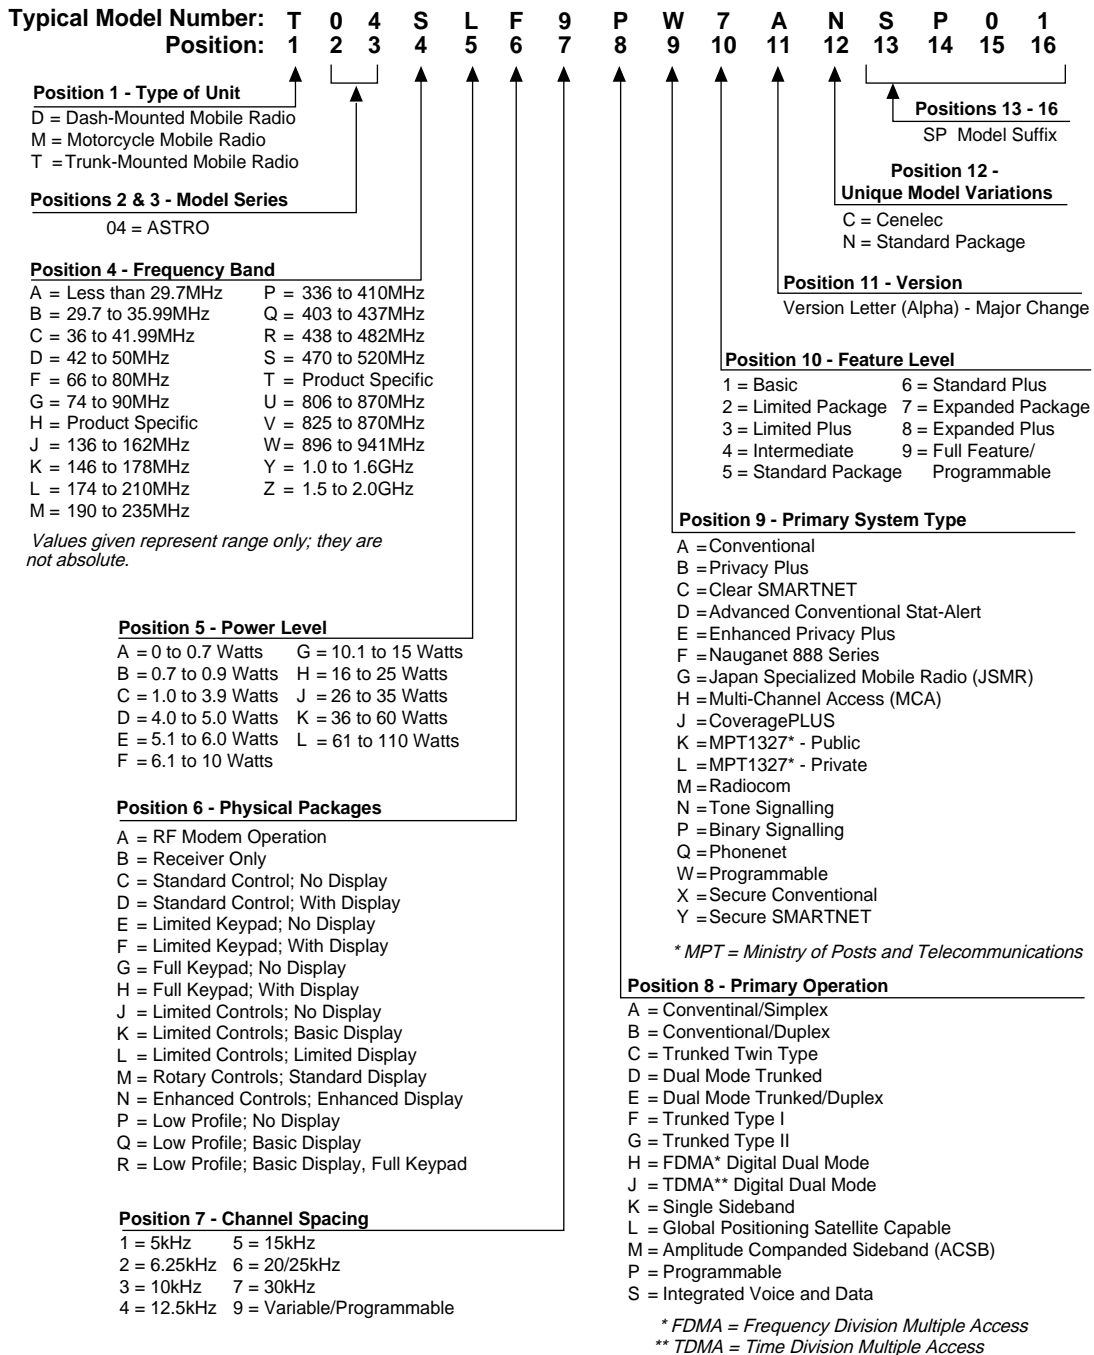 Typical Model Number: T 0 4 S L F 9 P W 7 A N S P 0 1
Position: 1 2 3 4 5 6 7 8 9 10 11 12 13 14 15 16
Position 1 - Type of Unit
D = Dash-Mounted Mobile Radio
M = Motorcycle Mobile Radio
T = Trunk-Mounted Mobile Radio
Positions 2 & 3 - Model Series
04 = ASTRO
Position 4 - Frequency Band
A = Less than 29.7MHz
B = 29.7 to 35.99MHz
C = 36 to 41.99MHz
D = 42 to 50MHz
F = 66 to 80MHz
G = 74 to 90MHz
H = Product Specific
J = 136 to 162MHz
K = 146 to 178MHz
L = 174 to 210MHz
M = 190 to 235MHz
P = 336 to 410MHz
Q = 403 to 437MHz
R = 438 to 482MHz
S = 470 to 520MHz
T = Product Specific
U = 806 to 870MHz
V = 825 to 870MHz
W = 896 to 941MHz
Y = 1.0 to 1.6GHz
Z = 1.5 to 2.0GHz
Values given represent range only; they are
not absolute.
Position 5 - Power Level
A = 0 to 0.7 Watts
B = 0.7 to 0.9 Watts
C = 1.0 to 3.9 Watts
D = 4.0 to 5.0 Watts
E = 5.1 to 6.0 Watts
F = 6.1 to 10 Watts
G = 10.1 to 15 Watts
H = 16 to 25 Watts
J = 26 to 35 Watts
K = 36 to 60 Watts
L = 61 to 110 Watts
Position 6 - Physical Packages
A = RF Modem Operation
B = Receiver Only
C = Standard Control; No Display
D = Standard Control; With Display
E = Limited Keypad; No Display
F = Limited Keypad; With Display
G = Full Keypad; No Display
H = Full Keypad; With Display
J = Limited Controls; No Display
K = Limited Controls; Basic Display
L = Limited Controls; Limited Display
M = Rotary Controls; Standard Display
N = Enhanced Controls; Enhanced Display
P = Low Profile; No Display
Q = Low Profile; Basic Display
R = Low Profile; Basic Display, Full Keypad
Position 7 - Channel Spacing
1 = 5kHz
2 = 6.25kHz
3 = 10kHz
4 = 12.5kHz
5 = 15kHz
6 = 20/25kHz
7 = 30kHz
9 = Variable/Programmable
Positions 13 - 16
SP Model Suffix
Position 12 -
Unique Model Variations
C = Cenelec
N = Standard Package
Position 11 - Version
Version Letter (Alpha) - Major Change
Position 10 - Feature Level
1 = Basic
2 = Limited Package
3 = Limited Plus
4 = Intermediate
5 = Standard Package
6 = Standard Plus
7 = Expanded Package
8 = Expanded Plus
9 = Full Feature/
Programmable
Position 9 - Primary System Type
A = Conventional
B = Privacy Plus
C = Clear SMARTNET
D = Advanced Conventional Stat-Alert
E = Enhanced Privacy Plus
F = Nauganet 888 Series
G = Japan Specialized Mobile Radio (JSMR)
H = Multi-Channel Access (MCA)
J = CoveragePLUS
K = MPT1327* - Public
L = MPT1327* - Private
M = Radiocom
N = Tone Signalling
P = Binary Signalling
Q = Phonenet
W = Programmable
X = Secure Conventional
Y = Secure SMARTNET
* MPT = Ministry of Posts and Telecommunications
Position 8 - Primary Operation
A = Conventinal/Simplex
B = Conventional/Duplex
C = Trunked Twin Type
D = Dual Mode Trunked
E = Dual Mode Trunked/Duplex
F = Trunked Type I
G = Trunked Type II
H = FDMA* Digital Dual Mode
J = TDMA** Digital Dual Mode
K = Single Sideband
L = Global Positioning Satellite Capable
M = Amplitude Companded Sideband (ACSB)
P = Programmable
S = Integrated Voice and Data
* FDMA = Frequency Division Multiple Access
** TDMA = Time Division Multiple Access